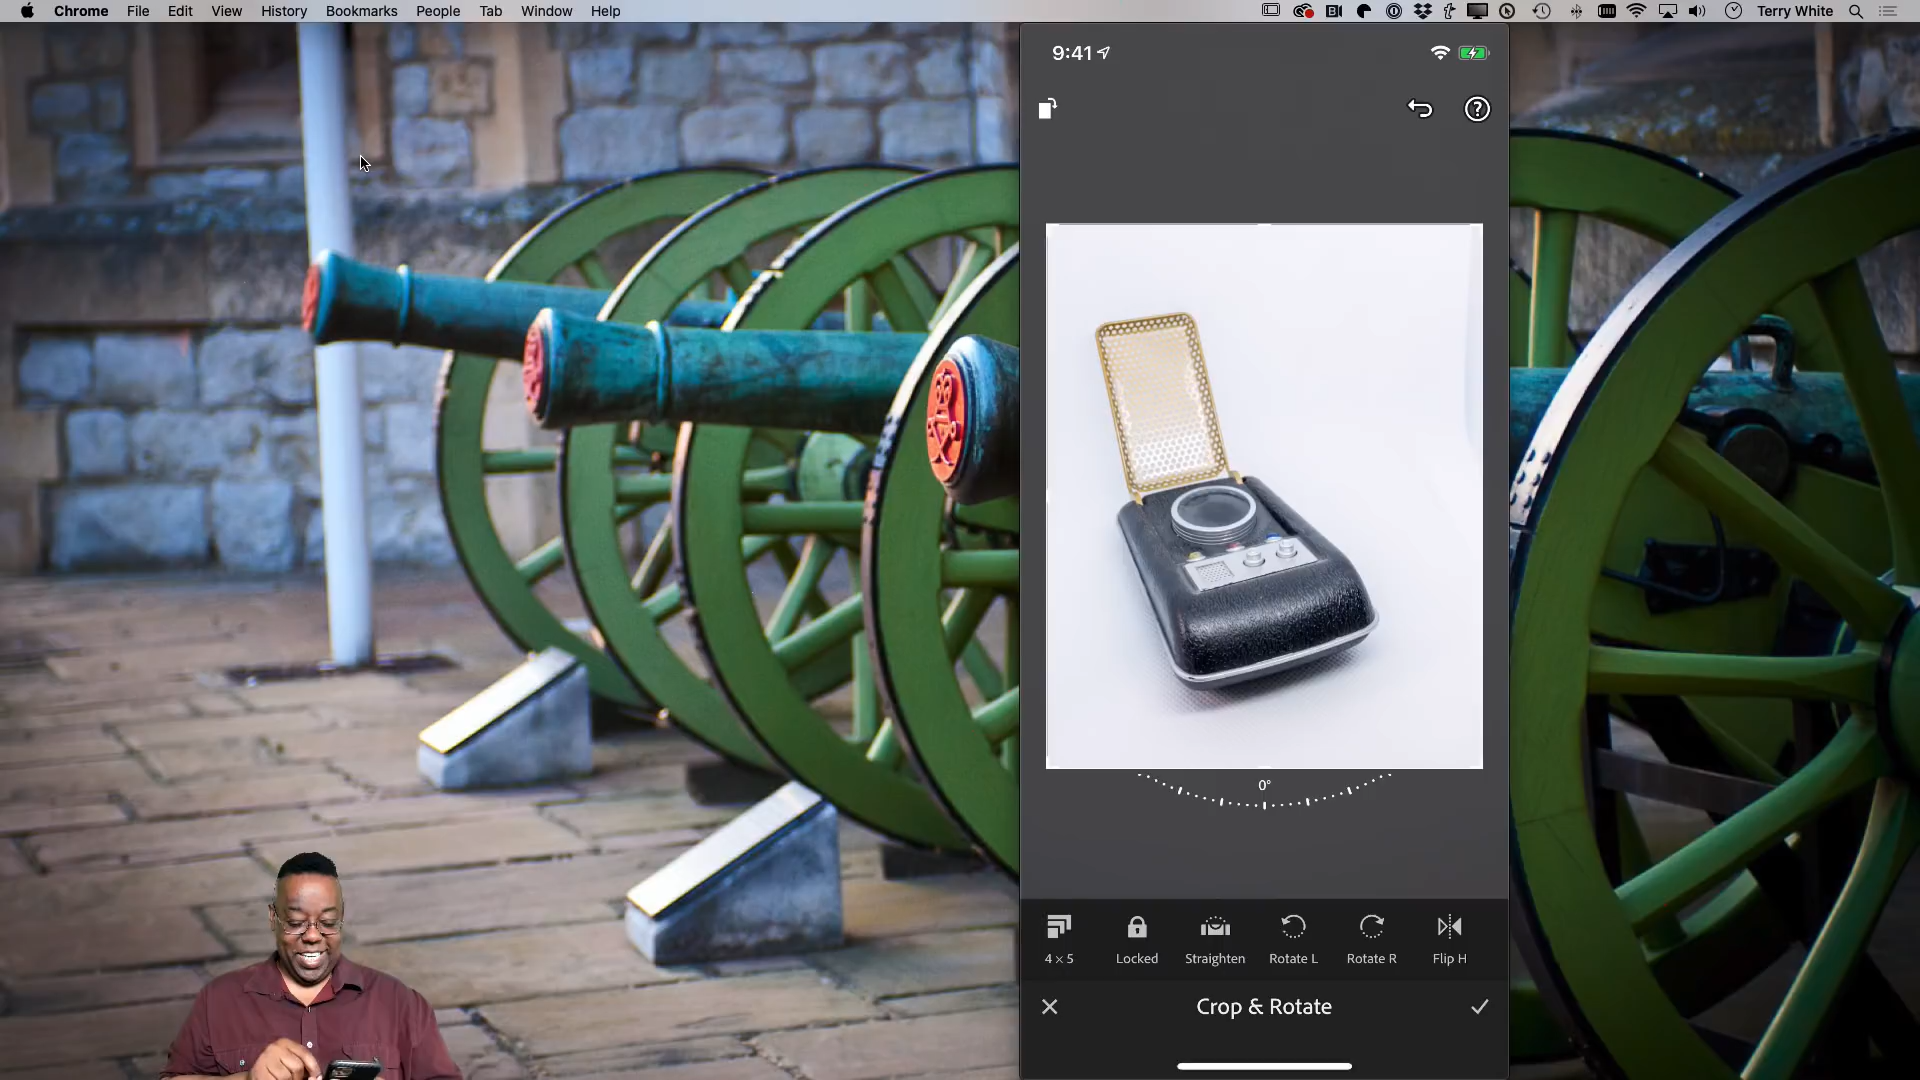 Chrome File Edit View History Bookmarks People Tab Window Help Terry White
9:41
0°
4 × 5 Locked Straighten Rotate L Rotate R Flip H
Crop & Rotate